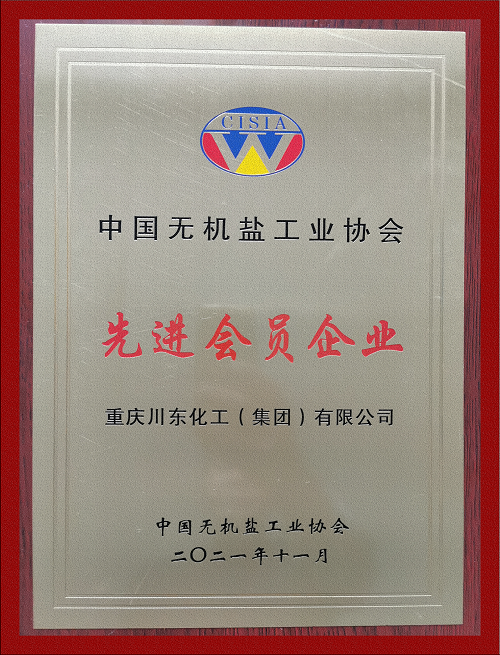 CISIA
中国无机盐工业协会
先进会员企业
重庆川东化工（集团）有限公司
中国无机盐工业协会
二〇二一年十一月